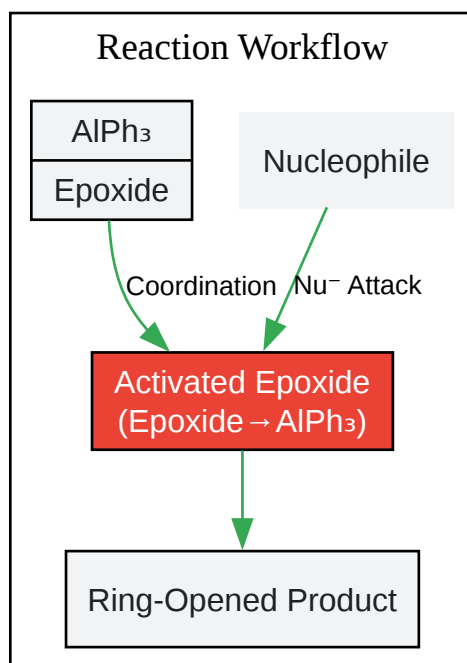 Reaction Workflow
AlPh₃
Epoxide
Nucleophile
Coordination
Nu⁻ Attack
Activated Epoxide
(Epoxide→AlPh₃)
Ring-Opened Product